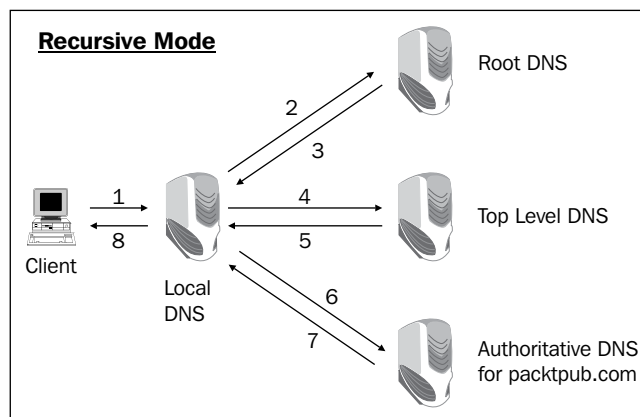 Recursive Mode
Root DNS
2
3
1
4
Top Level DNS
8
5
Client
Local
DNS
6
7
Authoritative DNS
for packtpub.com